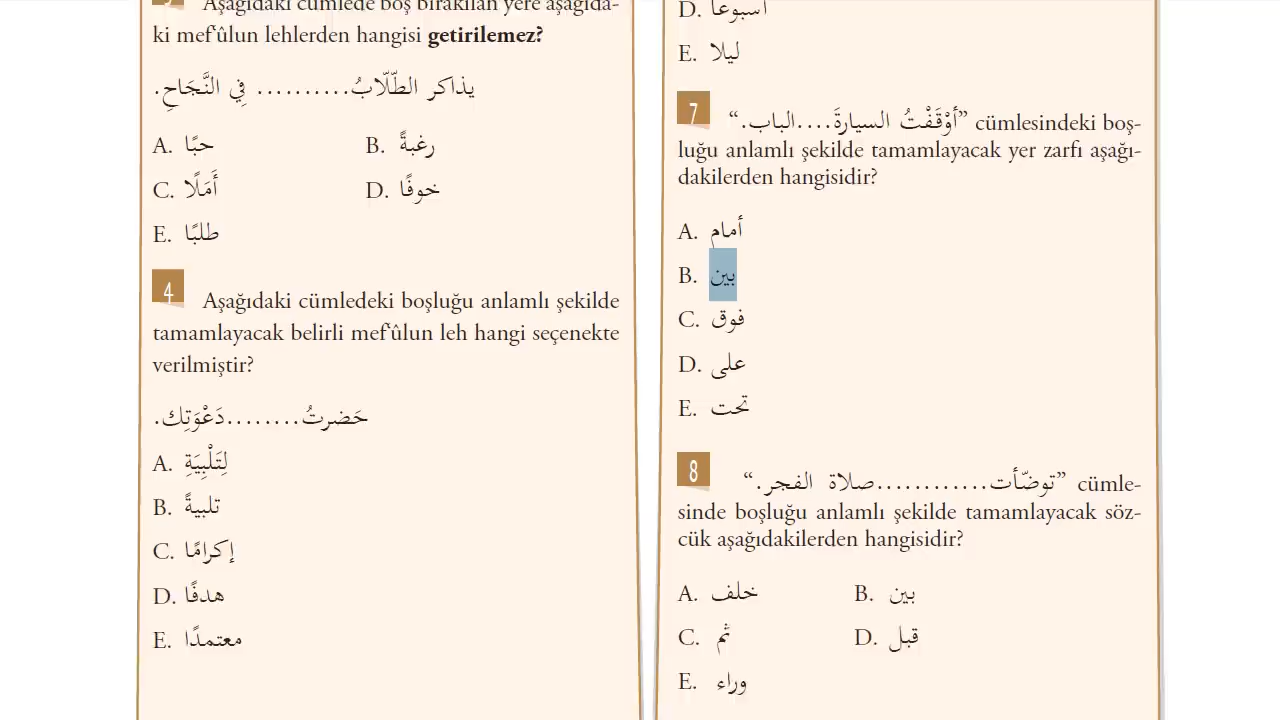 3 Aşağıdaki cümlede boş bırakılan yere aşağıda-
ki mef‘ûlun lehlerden hangisi getirilemez?
يذاكر الطّلّابُ.......... فِي النَّجَاحِ.
A. حبًا
B. رغبةً
C. أَمَلًا
D. خوفًا
E. طلبًا
4 Aşağıdaki cümledeki boşluğu anlamlı şekilde
tamamlayacak belirli mef‘ûlun leh hangi seçenekte
verilmiştir?
حَضرتُ........دَعْوَتِك.
A. لِتَلْبِيَةِ
B. تلبيةً
C. إكرامًا
D. هدفًا
E. معتمدًا
D. أسبوعا
E. ليلا
7 “أوْقَفْتُ السيارةَ....الباب.” cümlesindeki boş-
luğu anlamlı şekilde tamamlayacak yer zarfı aşağı-
dakilerden hangisidir?
A. أمام
B. بين
C. فوق
D. على
E. تحت
8 “توضّأت............صلاة الفجر.” cümle-
sinde boşluğu anlamlı şekilde tamamlayacak söz-
cük aşağıdakilerden hangisidir?
A. خلف
B. بين
C. ثم
D. قبل
E. وراء